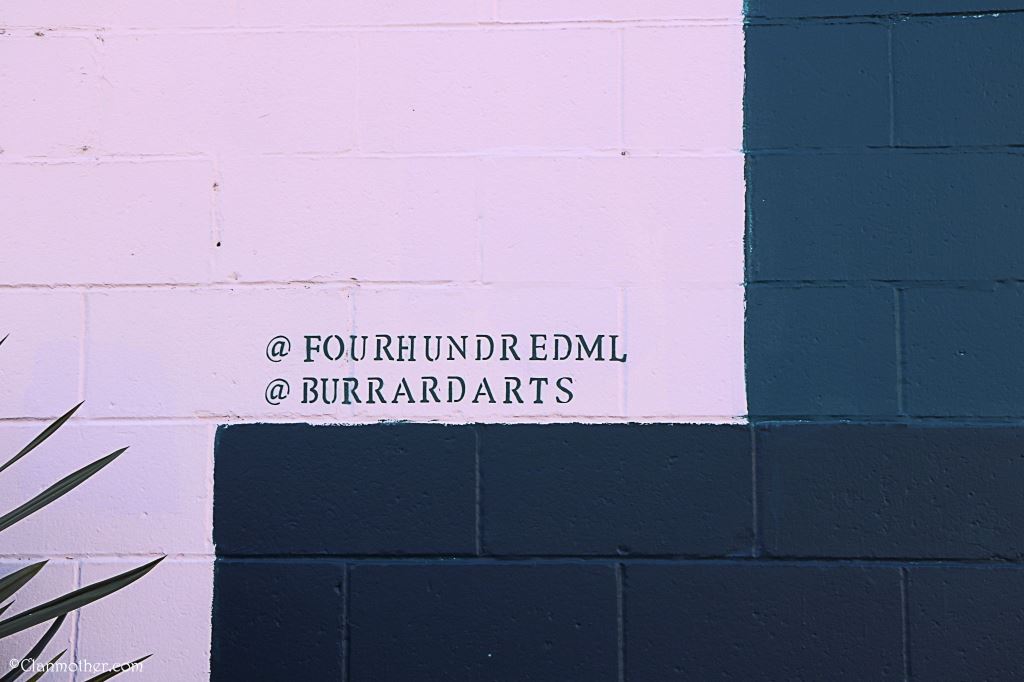 @ FOURHUNDREDML
@ BURRARDARTS
©Clanmother.com